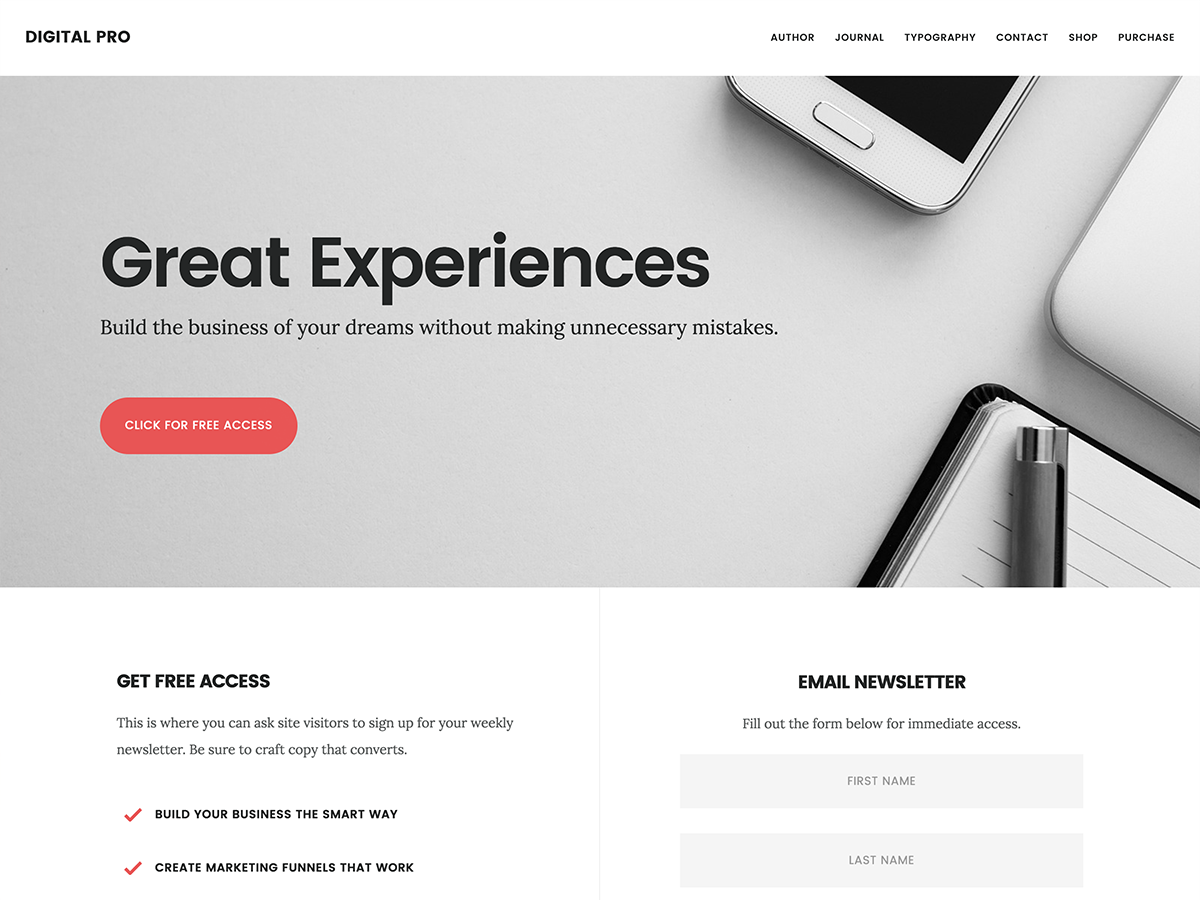 DIGITAL PRO
AUTHOR JOURNAL TYPOGRAPHY CONTACT SHOP PURCHASE
Great Experiences
Build the business of your dreams without making unnecessary mistakes.
CLICK FOR FREE ACCESS
GET FREE ACCESS
This is where you can ask site visitors to sign up for your weekly
newsletter. Be sure to craft copy that converts.
BUILD YOUR BUSINESS THE SMART WAY
CREATE MARKETING FUNNELS THAT WORK
EMAIL NEWSLETTER
Fill out the form below for immediate access.
FIRST NAME
LAST NAME